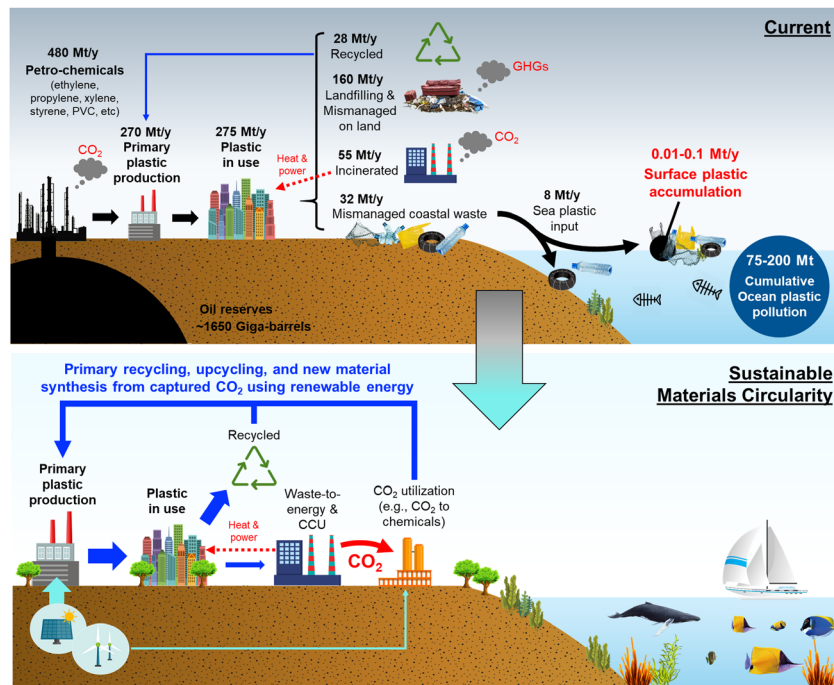 Current
480 Mt/y
Petro-chemicals
(ethylene,
propylene, xylene,
styrene, PVC, etc)
CO2
270 Mt/y
Primary
plastic
production
275 Mt/y
Plastic
in use
28 Mt/y
Recycled
160 Mt/y
Landfilling &
Mismanaged
on land
GHGs
55 Mt/y
Incinerated
CO2
Heat &
power
32 Mt/y
Mismanaged coastal waste
8 Mt/y
Sea plastic
input
0.01-0.1 Mt/y
Surface plastic
accumulation
75-200 Mt
Cumulative
Ocean plastic
pollution
Oil reserves
~1650 Giga-barrels
Sustainable
Materials Circularity
Primary recycling, upcycling, and new material
synthesis from captured CO2 using renewable energy
Primary
plastic
production
Plastic
in use
Recycled
Heat &
power
Waste-to-
energy &
CCU
CO2
CO2 utilization
(e.g., CO2 to
chemicals)